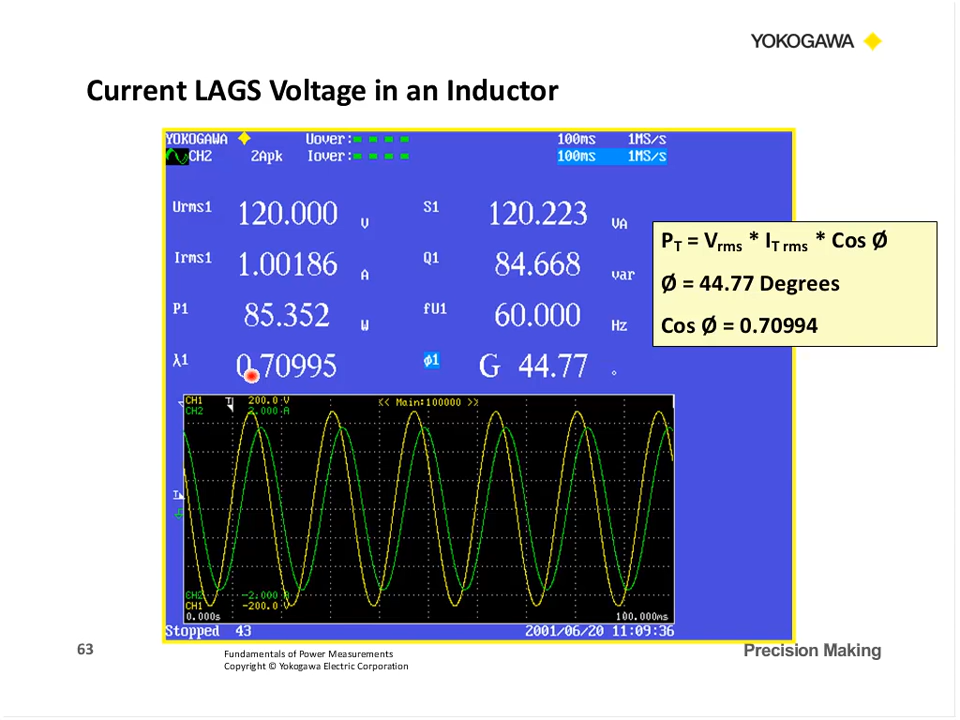 YOKOGAWA
Current LAGS Voltage in an Inductor
YOKOGAWA Uover: 100ms 1MS/s
CH2 2Apk Iover: 100ms 1MS/s
Urms1 120.000 V S1 120.223 VA
Irms1 1.00186 A Q1 84.668 var
P1 85.352 W fU1 60.000 Hz
λ1 0.70995 ϕ1 G 44.77 °
PT = Vrms * IT rms * Cos Ø
Ø = 44.77 Degrees
Cos Ø = 0.70994
CH1 T 200.0 V << Main:100000 >>
CH2 2.000 A
CH2 -2.000 A
CH1 -200.0 V
0.000s 100.000ms
Stopped 43 2001/06/20 11:09:36
63
Fundamentals of Power Measurements
Copyright © Yokogawa Electric Corporation
Precision Making